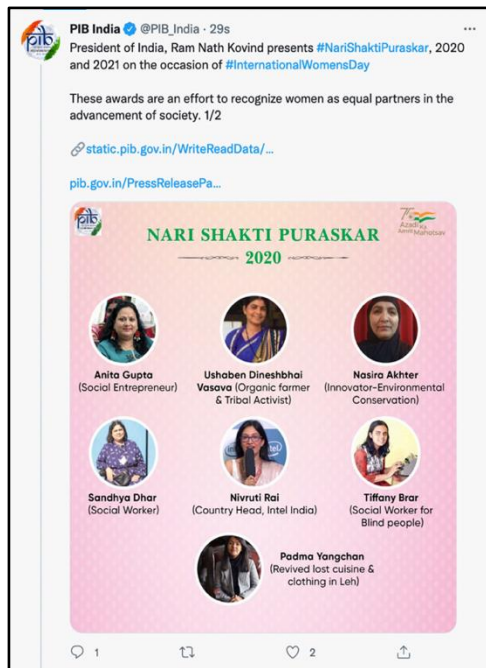 PIB India @PIB_India · 29s
President of India, Ram Nath Kovind presents #NariShaktiPuraskar, 2020
and 2021 on the occasion of #InternationalWomensDay
These awards are an effort to recognize women as equal partners in the
advancement of society. 1/2
static.pib.gov.in/WriteReadData/...
pib.gov.in/PressReleasePa...
NARI SHAKTI PURASKAR
2020
Anita Gupta
(Social Entrepreneur)
Ushaben Dineshbhai
Vasava (Organic farmer
& Tribal Activist)
Nasira Akhter
(Innovator-Environmental
Conservation)
Sandhya Dhar
(Social Worker)
Nivruti Rai
(Country Head, Intel India)
Tiffany Brar
(Social Worker for
Blind people)
Padma Yangchan
(Revived lost cuisine &
clothing in Leh)
1
2